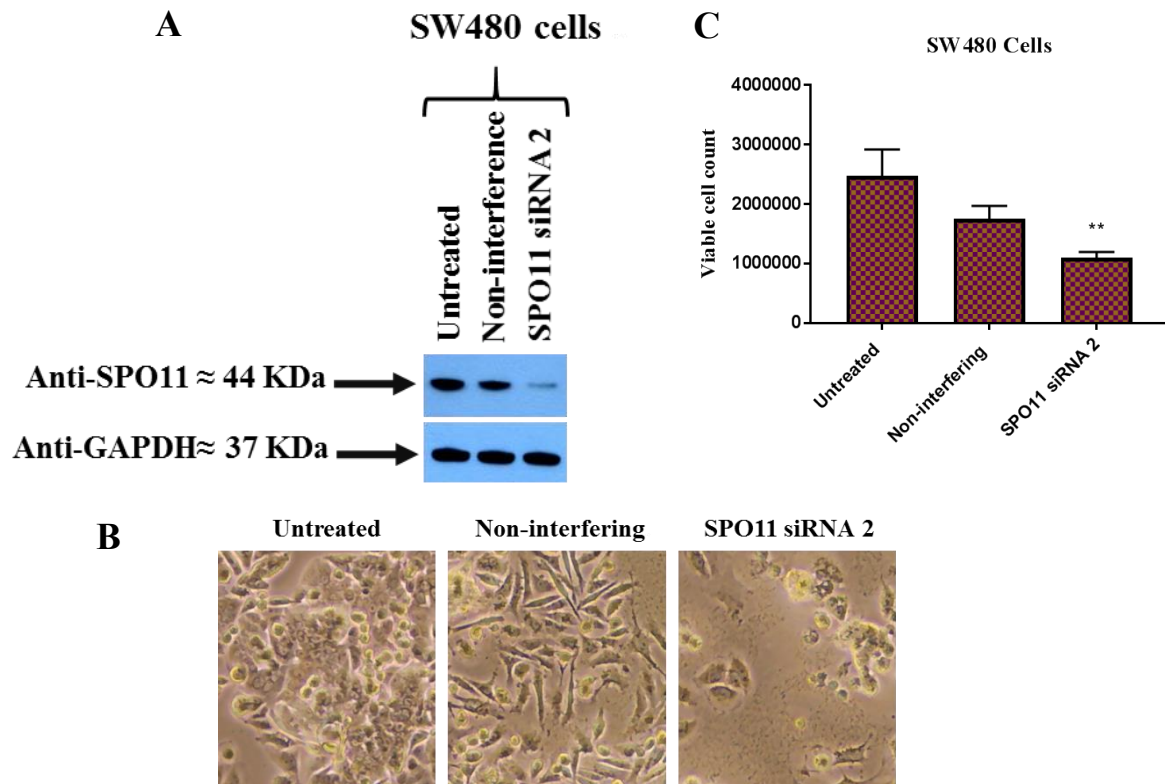 A
SW480 cells
Untreated
Non-interference
SPO11 siRNA 2
Anti-SPO11 ≈ 44 KDa
Anti-GAPDH≈ 37 KDa
C
SW480 Cells
Viable cell count
4000000
3000000
2000000
1000000
0
**
Untreated
Non-interfering
SPO11 siRNA 2
B
Untreated
Non-interfering
SPO11 siRNA 2